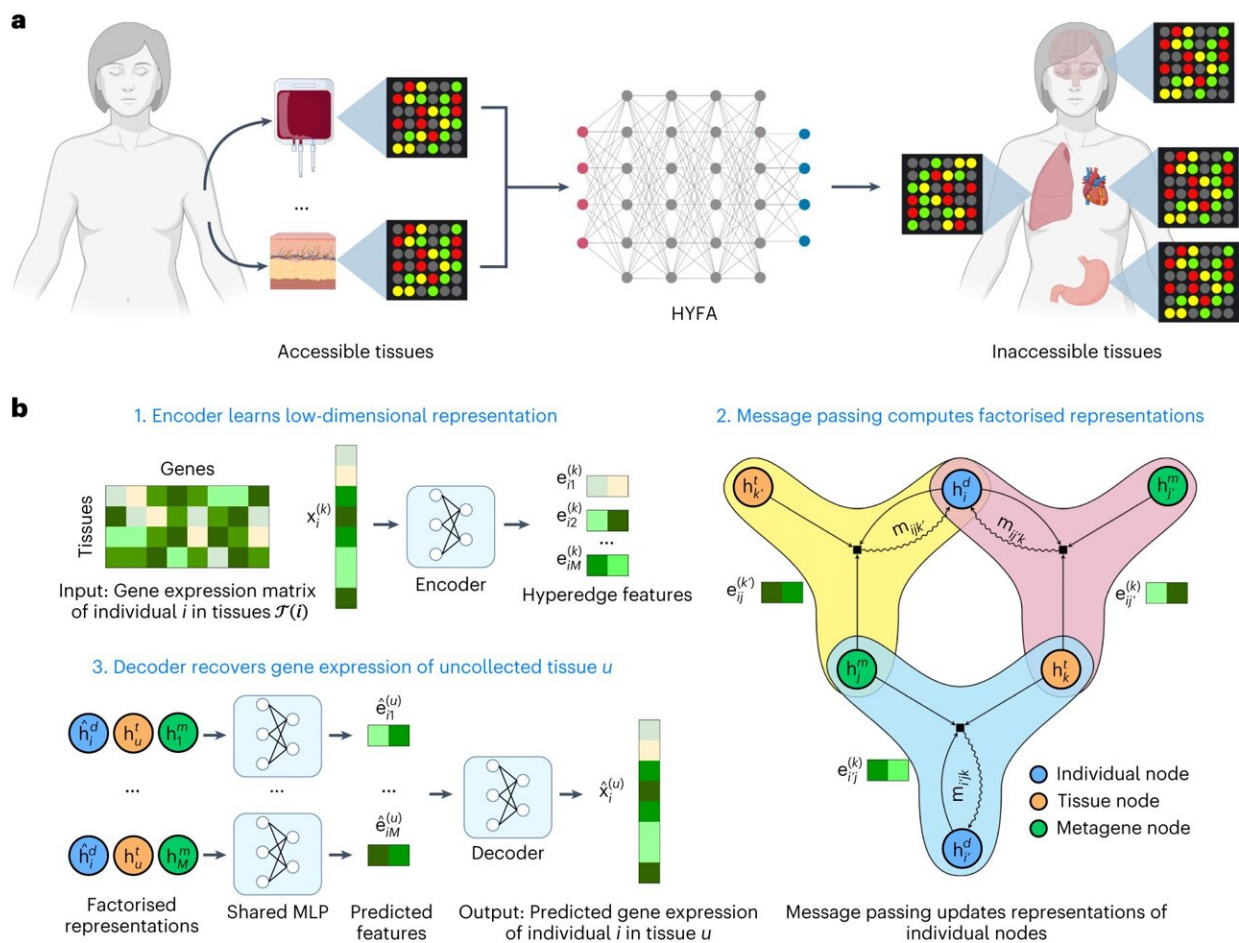 a
...
HYFA
Accessible tissues
Inaccessible tissues
b
1. Encoder learns low-dimensional representation
Genes
Tissues
Input: Gene expression matrix
of individual i in tissues 𝒯(i)
x_i^(k)
Encoder
e_i1^(k)
e_i2^(k)
...
e_iM^(k)
Hyperedge features
2. Message passing computes factorised representations
h_k′^t
h_i^d
h_j′^m
m_ijk′
m_ij′k
e_ij^(k′)
e_ij′^(k)
h_j^m
h_k^t
e_i′j^(k)
m_i′jk
h_i′^d
Individual node
Tissue node
Metagene node
Message passing updates representations of
individual nodes
3. Decoder recovers gene expression of uncollected tissue u
ĥ_i^d h_u^t h_1^m
ê_i1^(u)
... ... ...
ĥ_i^d h_u^t h_M^m
ê_iM^(u)
Factorised
representations
Shared MLP
Predicted
features
Decoder
x̂_i^(u)
Output: Predicted gene expression
of individual i in tissue u